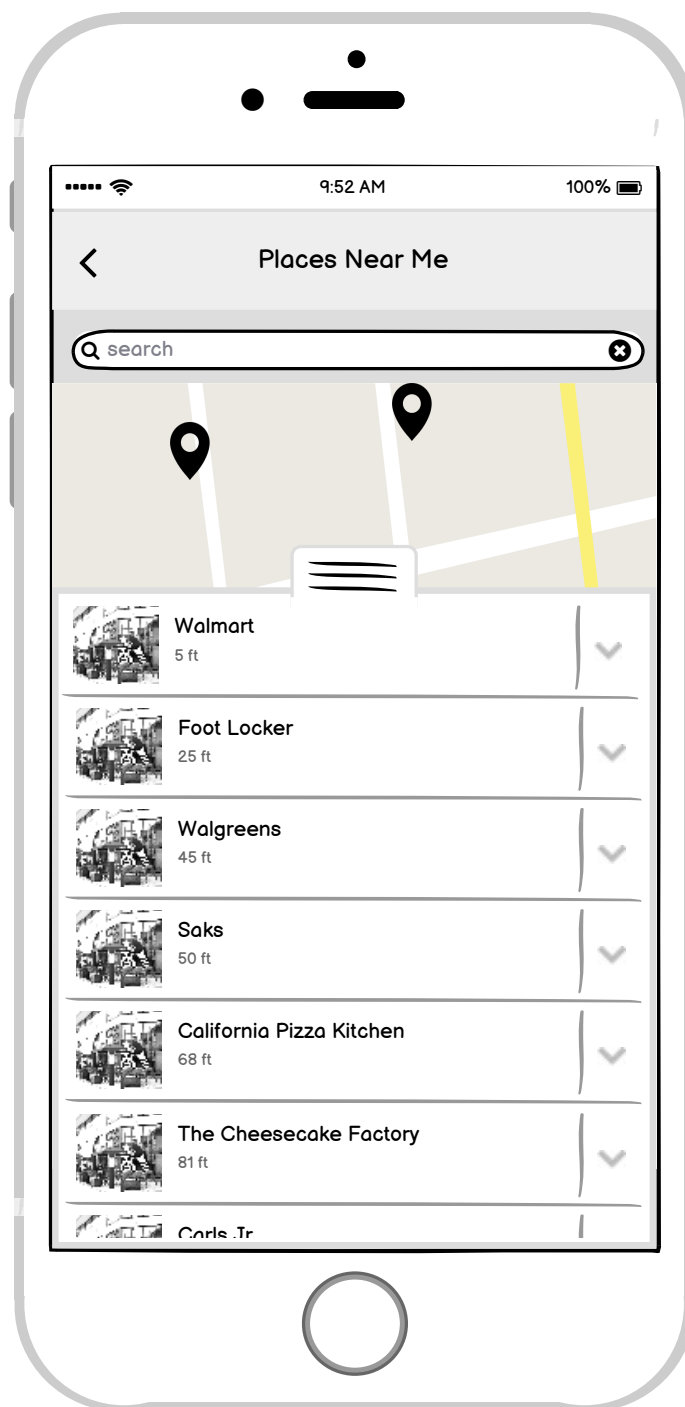 9:52 AM 100%
Places Near Me
search
Walmart
5 ft
Foot Locker
25 ft
Walgreens
45 ft
Saks
50 ft
California Pizza Kitchen
68 ft
The Cheesecake Factory
81 ft
Carls Jr